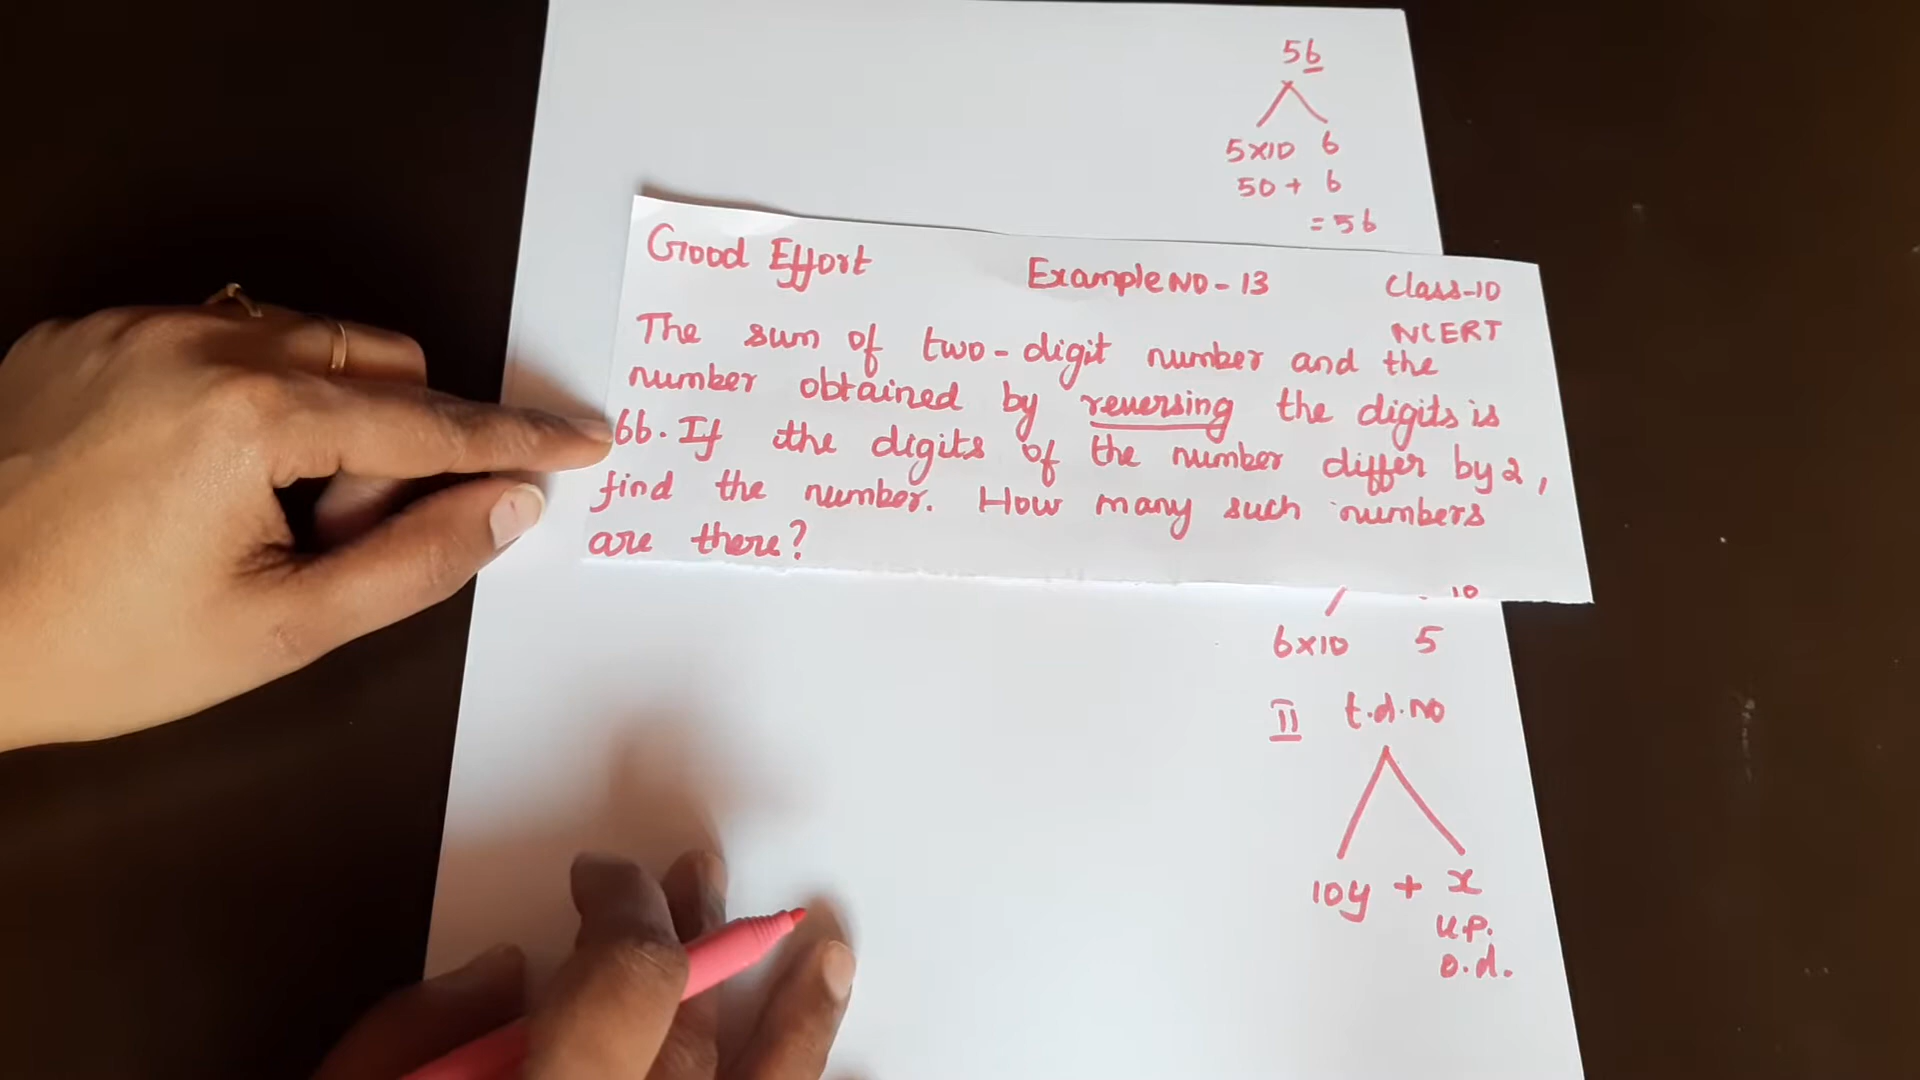 56
5×10 6
50 + 6
= 56
Good Effort Example NO - 13 Class-10
NCERT
The sum of two-digit number and the
number obtained by reversing the digits is
66. If the digits of the number differ by 2,
find the number. How many such numbers
are there?
10
6×10 5
II t.d.no
10y + x
u.p.
o.d.